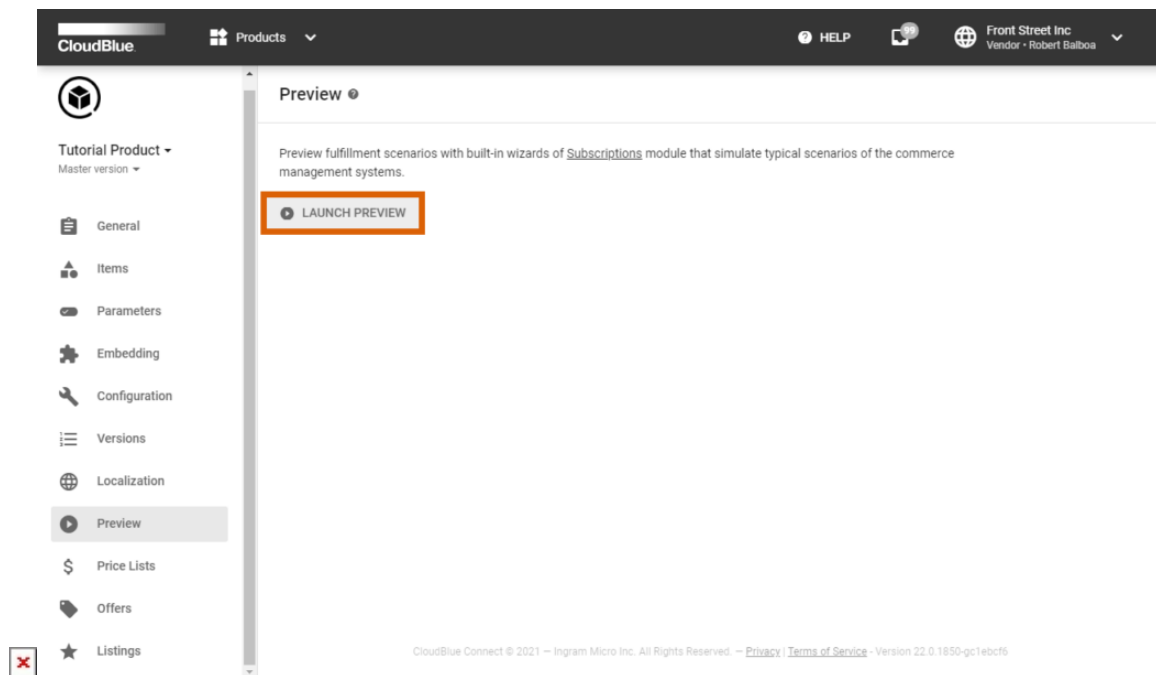 CloudBlue.
Products
HELP
99
Front Street Inc
Vendor • Robert Balboa
Tutorial Product
Master version
General
Items
Parameters
Embedding
Configuration
Versions
Localization
Preview
Price Lists
Offers
Listings
Preview
Preview fulfillment scenarios with built-in wizards of Subscriptions module that simulate typical scenarios of the commerce
management systems.
LAUNCH PREVIEW
CloudBlue Connect © 2021 — Ingram Micro Inc. All Rights Reserved. — Privacy | Terms of Service - Version 22.0.1850-gc1ebcf6